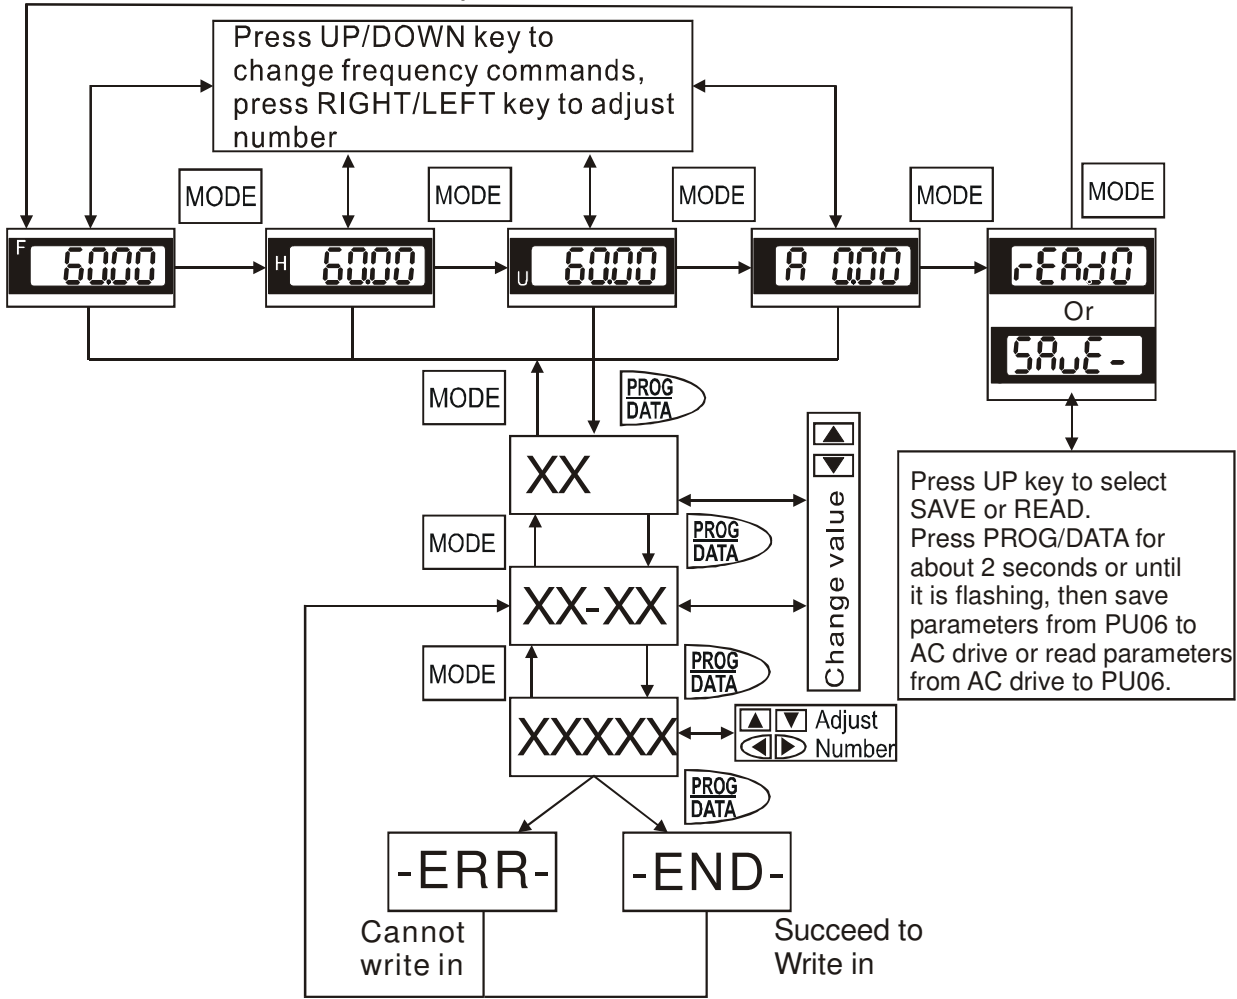 Press UP/DOWN key to
change frequency commands,
press RIGHT/LEFT key to adjust
number
MODE
MODE
MODE
MODE
MODE
F 60.00
H 60.00
U 60.00
A 0.00
rEAd0
Or
SAvE-
MODE
PROG
DATA
XX
MODE
PROG
DATA
XX-XX
MODE
PROG
DATA
XXXXX
Change value
Adjust
Number
PROG
DATA
Press UP key to select
SAVE or READ.
Press PROG/DATA for
about 2 seconds or until
it is flashing, then save
parameters from PU06 to
AC drive or read parameters
from AC drive to PU06.
-ERR-
-END-
Cannot
write in
Succeed to
Write in